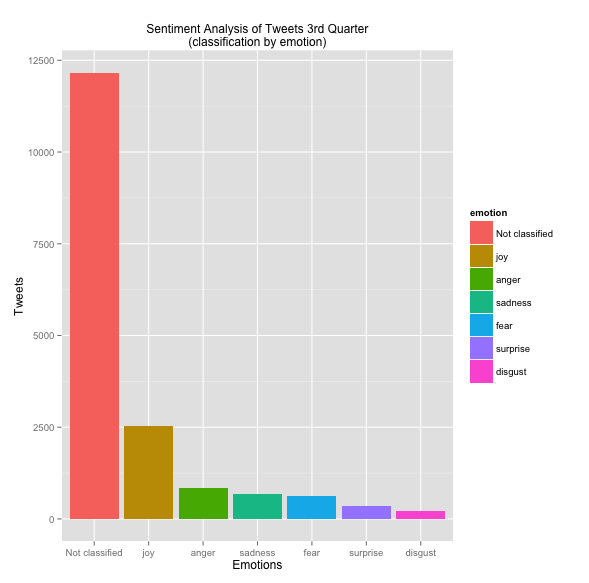 Sentiment Analysis of Tweets 3rd Quarter
(classification by emotion)
12500
10000
7500
5000
2500
0
Tweets
Not classified joy anger sadness fear surprise disgust
Emotions
emotion
Not classified
joy
anger
sadness
fear
surprise
disgust